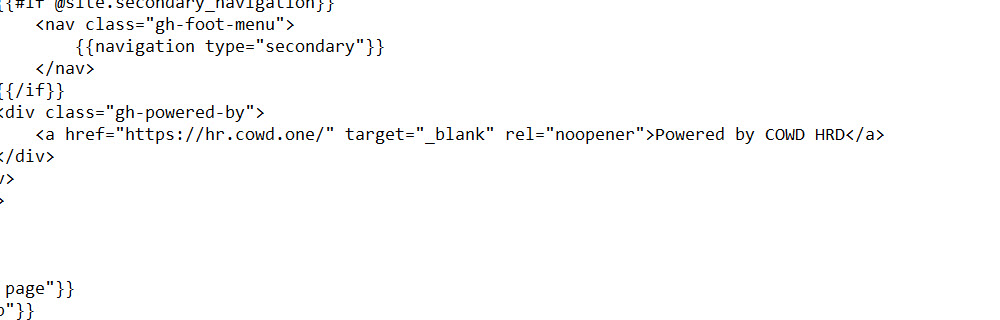 {{#if @site.secondary_navigation}}
<nav class="gh-foot-menu">
{{navigation type="secondary"}}
</nav>
{{/if}}
<div class="gh-powered-by">
<a href="https://hr.cowd.one/" target="_blank" rel="noopener">Powered by COWD HRD</a>
</div>
v>
>
page"}}
"}}